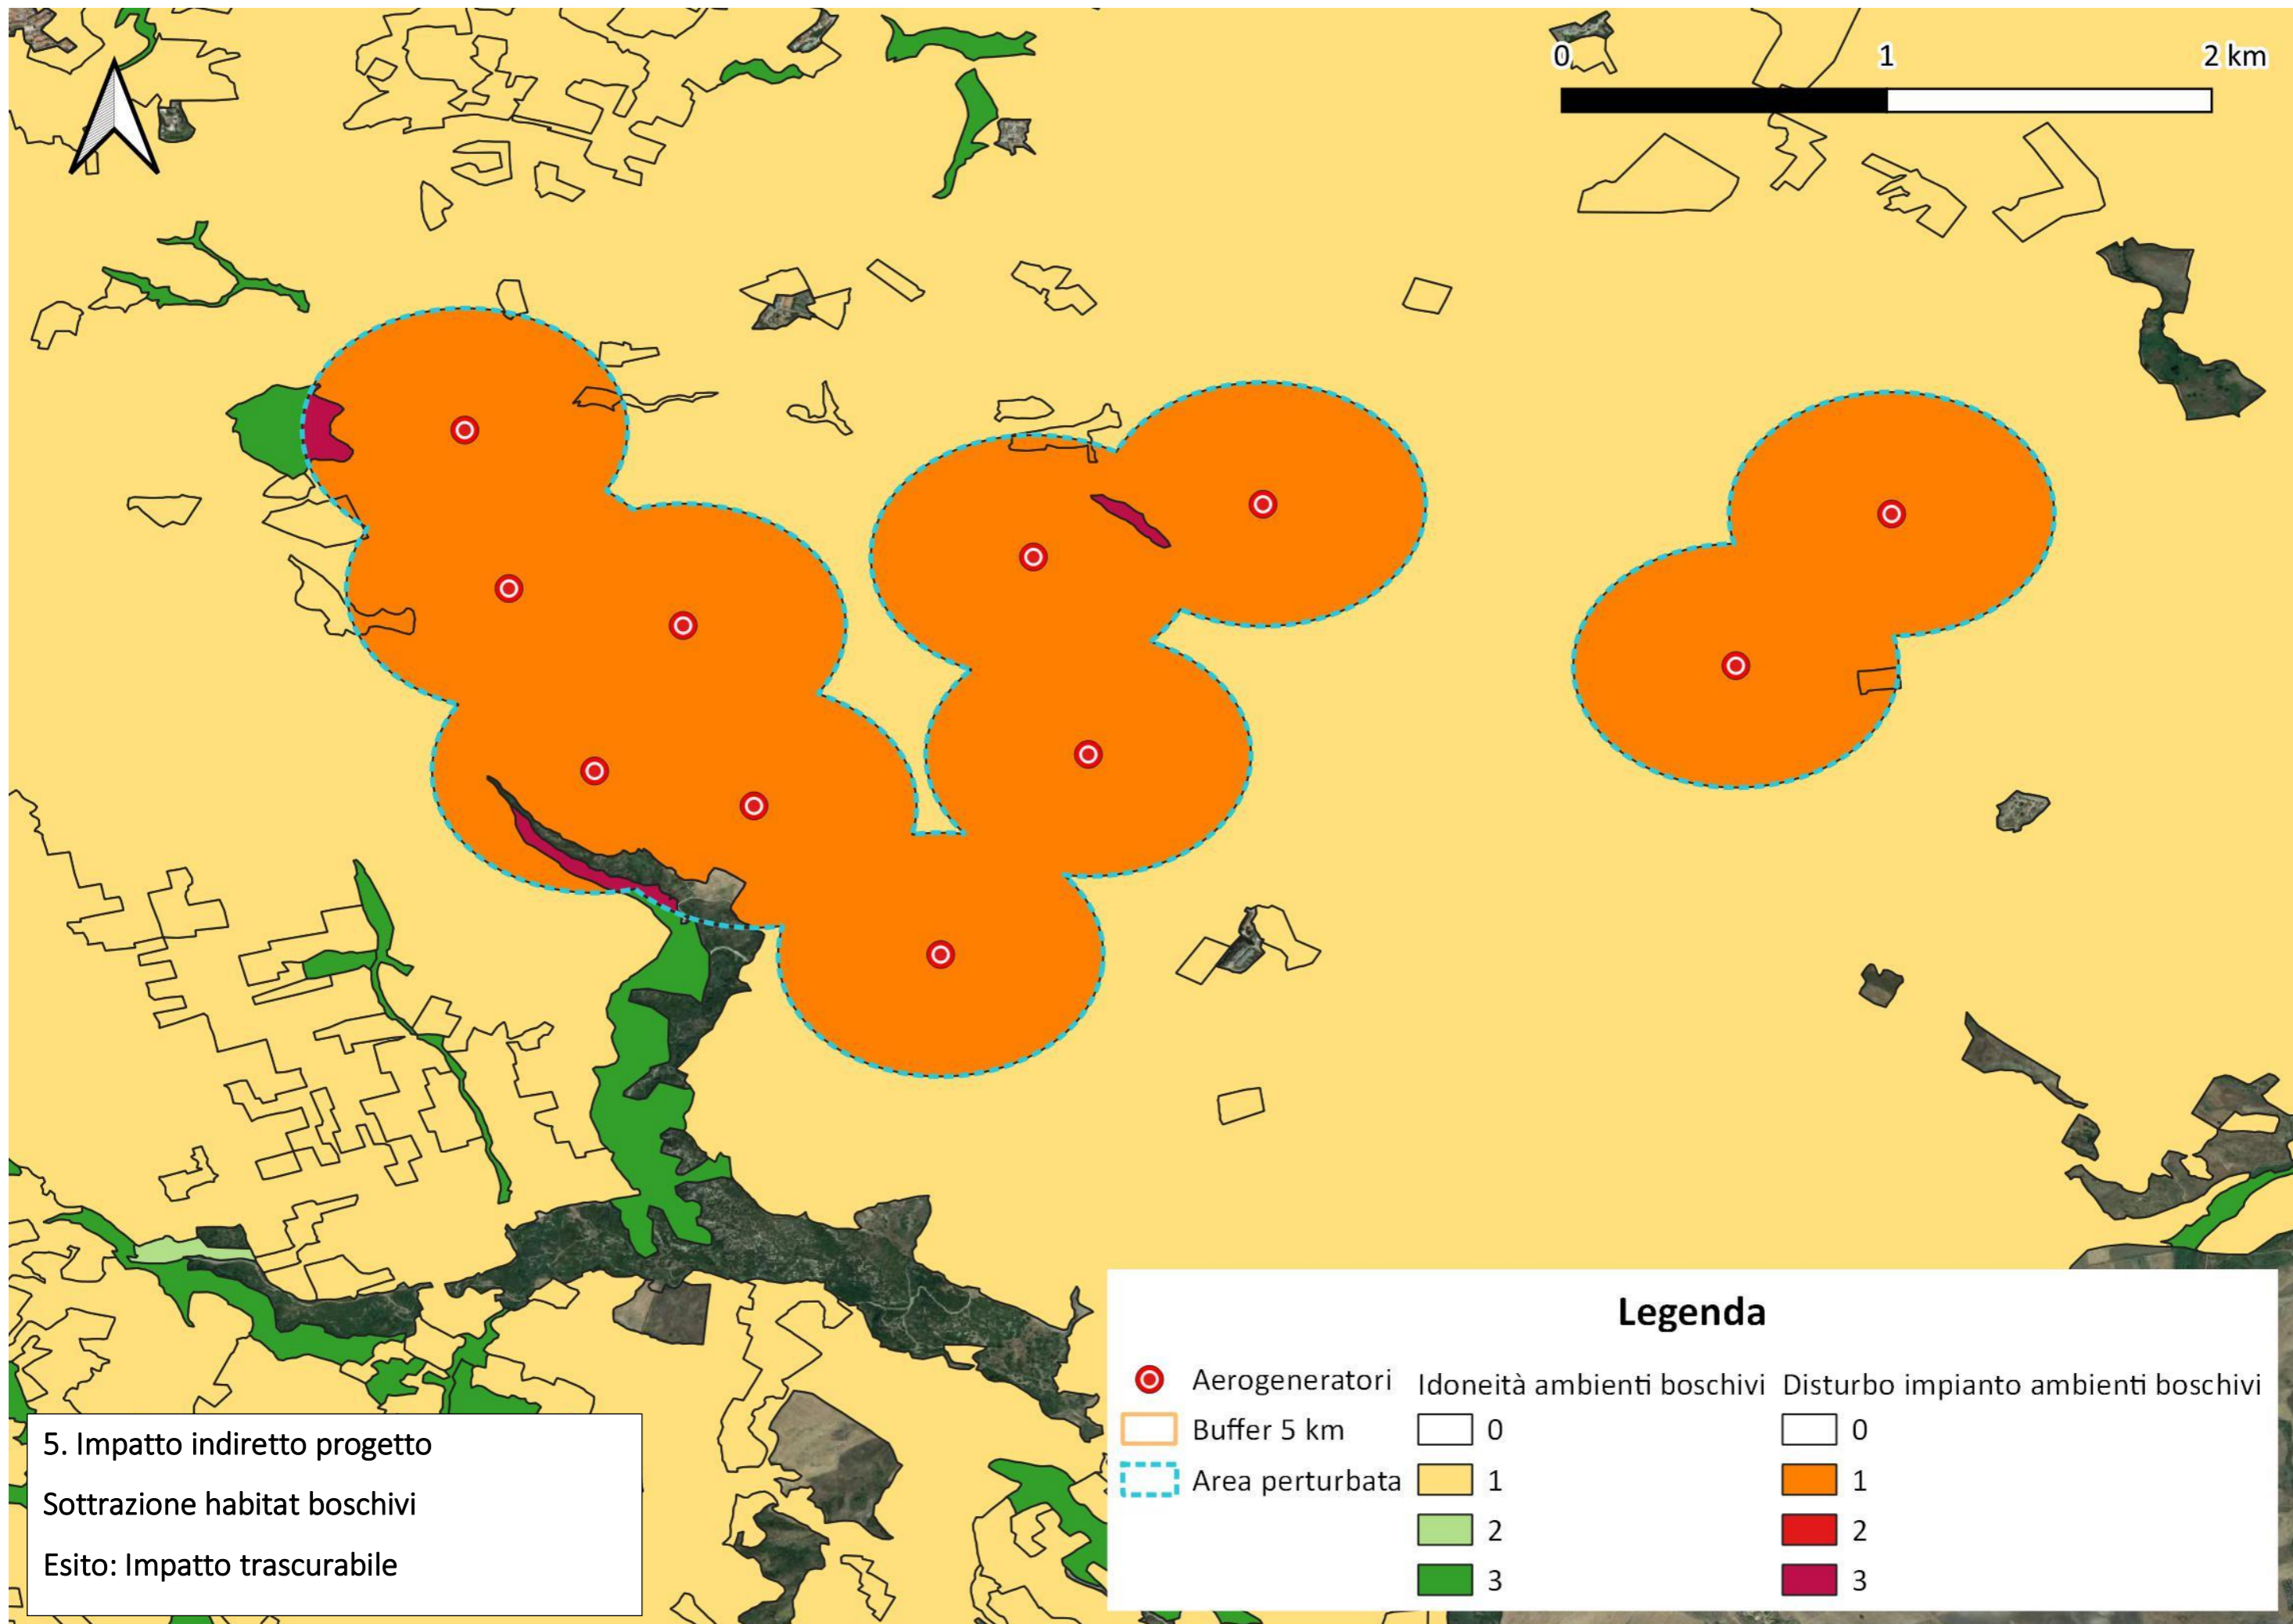 0 1 2 km
Legenda
Aerogeneratori
Buffer 5 km
Area perturbata
Idoneità ambienti boschivi
0
1
2
3
Disturbo impianto ambienti boschivi
0
1
2
3
5. Impatto indiretto progetto
Sottrazione habitat boschivi
Esito: Impatto trascurabile